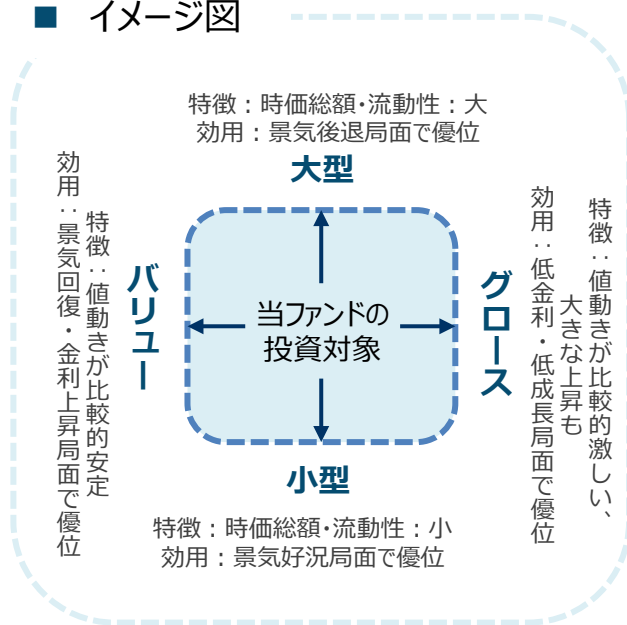 ■ イメージ図
特徴：時価総額・流動性：大
効用：景気後退局面で優位
大型
バリュー
特徴：値動きが比較的安定
効用：景気回復・金利上昇局面で優位
当ファンドの
投資対象
グロース
特徴：値動きが比較的激しい、
大きな上昇も
効用：低金利・低成長局面で優位
小型
特徴：時価総額・流動性：小
効用：景気好況局面で優位